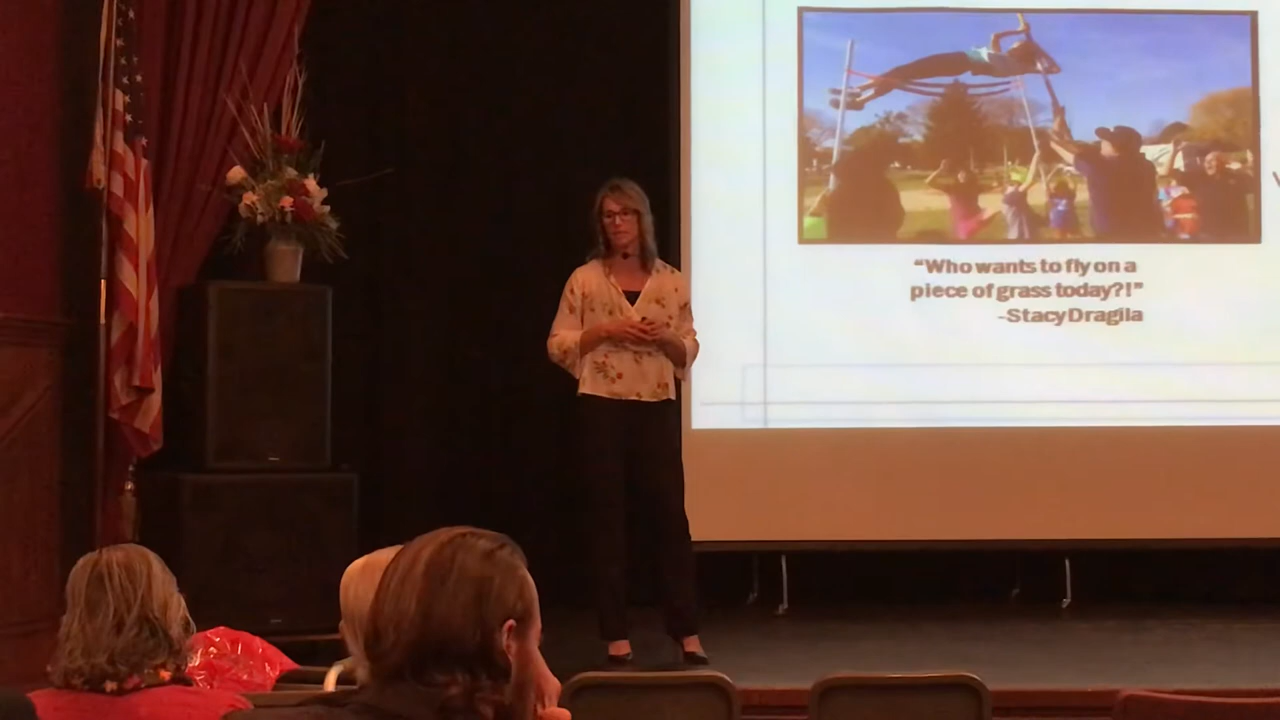 “Who wants to fly on a
piece of grass today?!”
-Stacy Dragila